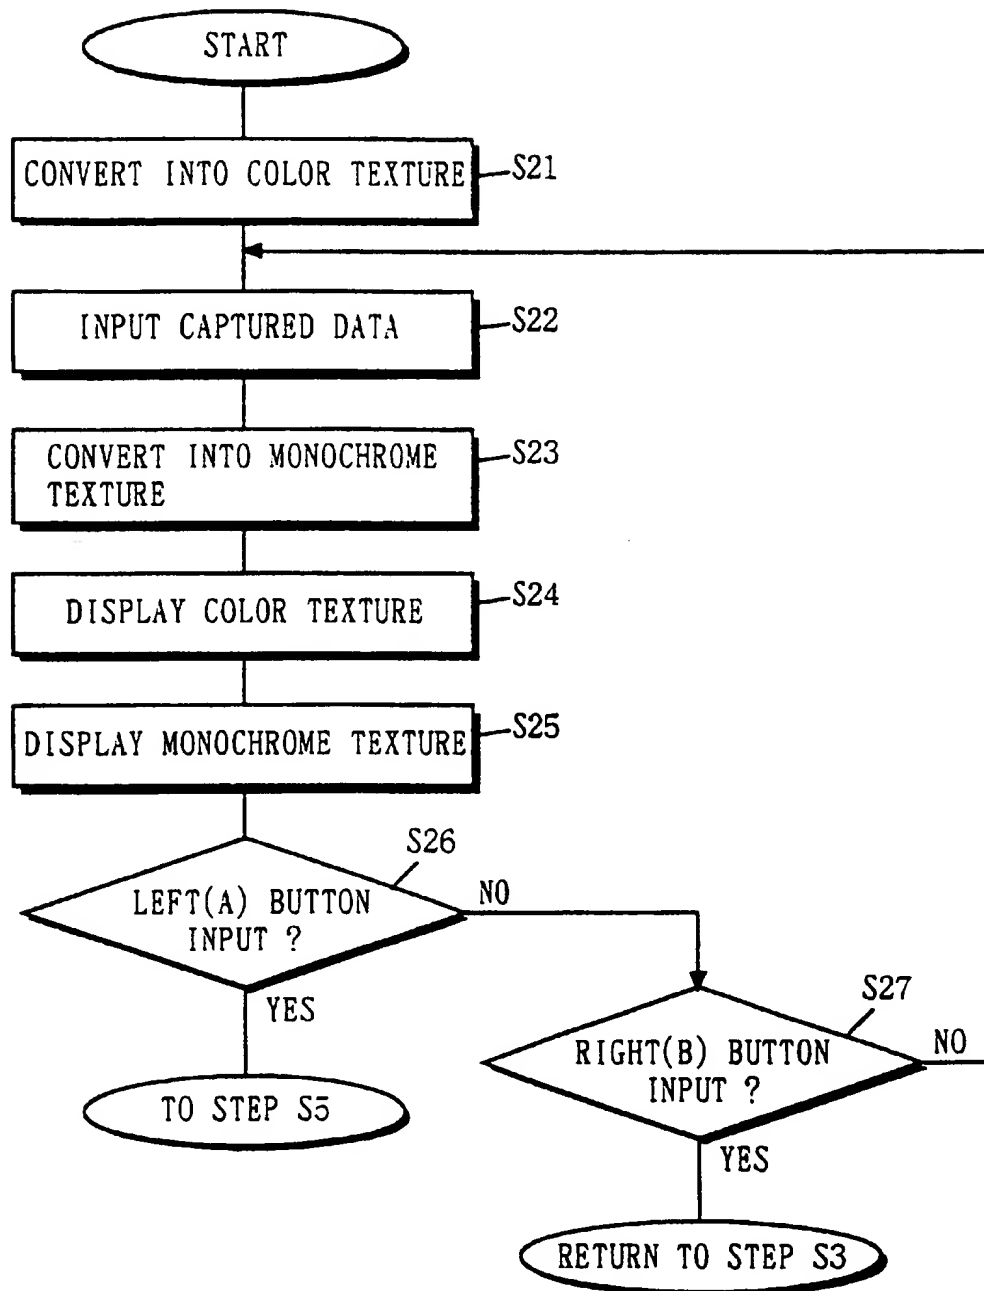 START
CONVERT INTO COLOR TEXTURE
S21
INPUT CAPTURED DATA
S22
CONVERT INTO MONOCHROME
TEXTURE
S23
DISPLAY COLOR TEXTURE
S24
DISPLAY MONOCHROME TEXTURE
S25
S26
LEFT(A) BUTTON
INPUT ?
NO
YES
TO STEP S5
S27
RIGHT(B) BUTTON
INPUT ?
NO
YES
RETURN TO STEP S3